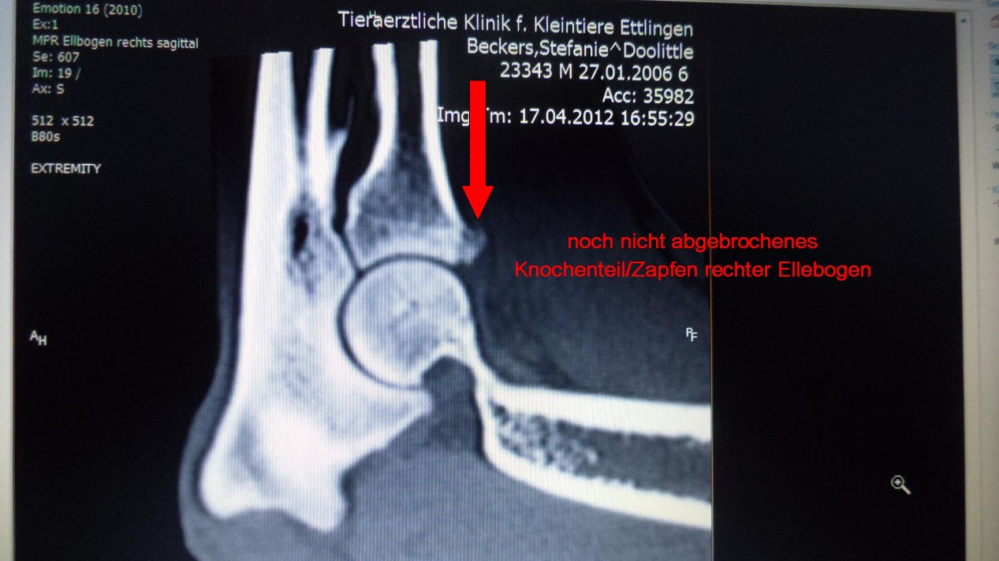 Emotion 16 (2010)
Ex:1
MPR Ellbogen rechts sagittal
Se: 607
Im: 19 /
Ax: S
512 x 512
B80s
EXTREMITY
Tieraerztliche Klinik f. Kleintiere Ettlingen
Beckers,Stefanie^Doolittle
23343 M 27.01.2006 6
Acc: 35982
Img Tm: 17.04.2012 16:55:29
noch nicht abgebrochenes
Knochenteil/Zapfen rechter Ellebogen
AH
PF